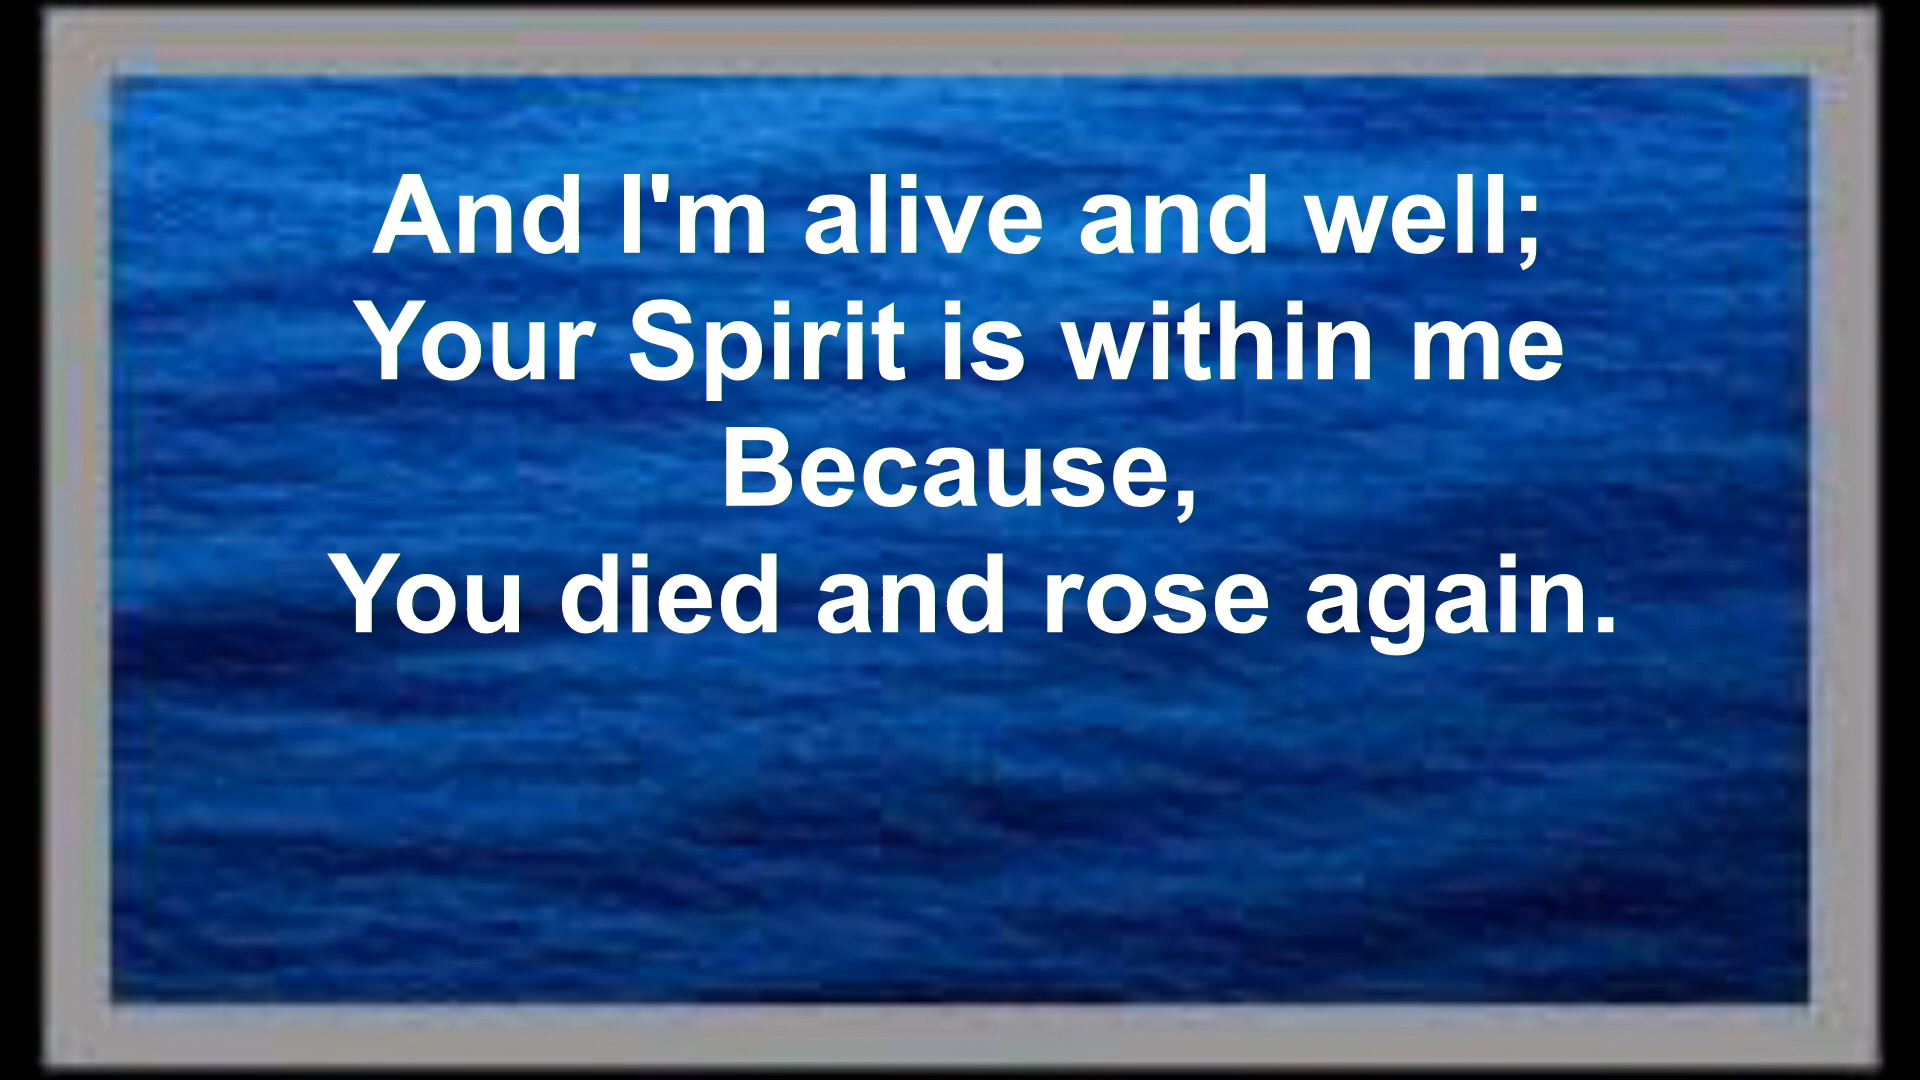 And I'm alive and well;
Your Spirit is within me
Because,
You died and rose again.